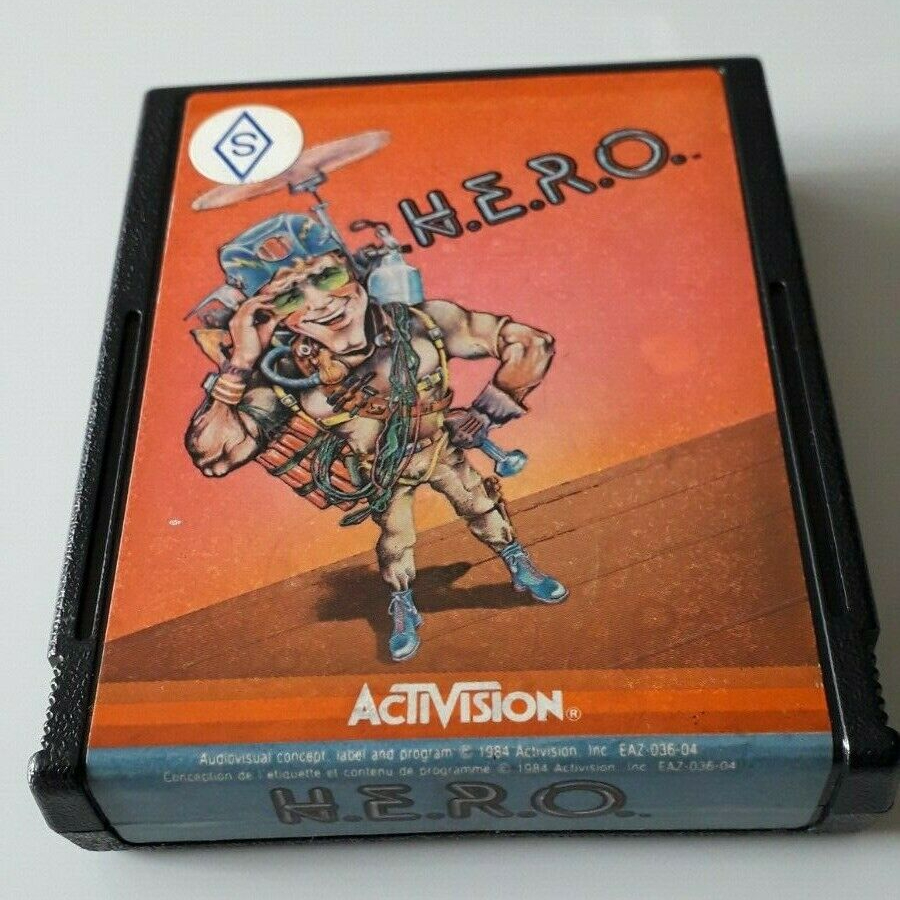 S
H.E.R.O.
ACTIVISION®
Audiovisual concept, label and program © 1984 Activision, Inc. EAZ-036-04
Conception de l'etiquette et contenu de programme © 1984 Activision, Inc. EAZ-036-04
H.E.R.O.